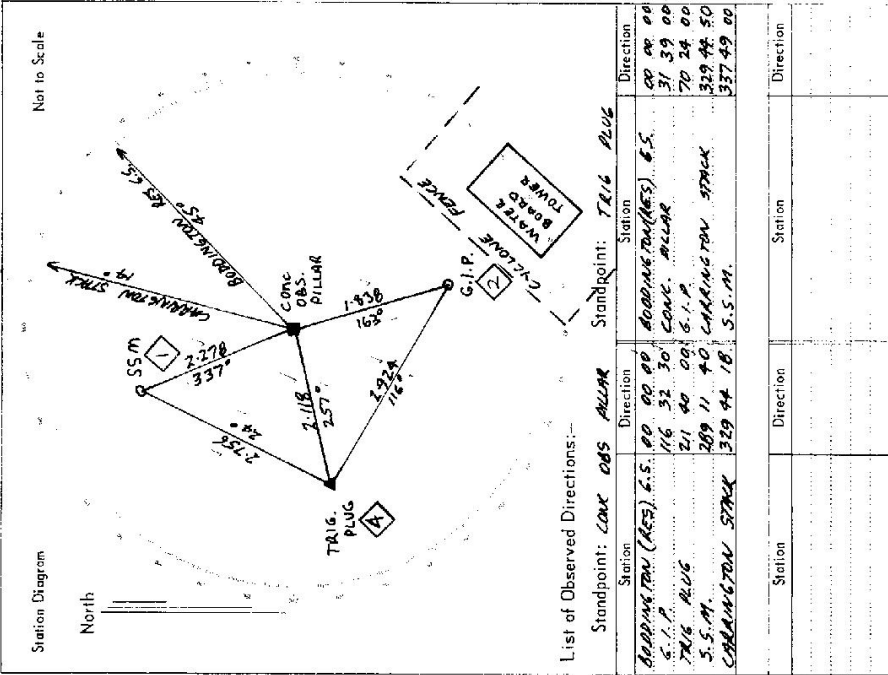 Station Diagram Not to Scale
North
CARRINGTON STACK
14°
BODDINGTON RES G.S.
45°
SSM
1
2.278
337°
CONC
OBS.
PILLAR
2.756
24°
2.118
257°
1.838
163°
TRIG.
PLUG
4
2.924
116°
G.I.P.
2
CYCLONE FENCE
WATER
BOARD
TOWER
List of Observed Directions:—
Standpoint: CONC OBS PILLAR
Station Direction
BODDINGTON (RES) G.S. 00 00 00
G.I.P. 116 32 30
TRIG PLUG 211 40 00
S.S.M. 289 11 40
CARRINGTON STACK 329 44 18
Standpoint: TRIG PLUG
Station Direction
BODDINGTON (RES) G.S. 00 00 00
CONC. PILLAR 31 39 00
G.I.P. 70 24 00
CARRINGTON STACK 329 44 50
S.S.M. 337 49 00
Station Direction Station Direction